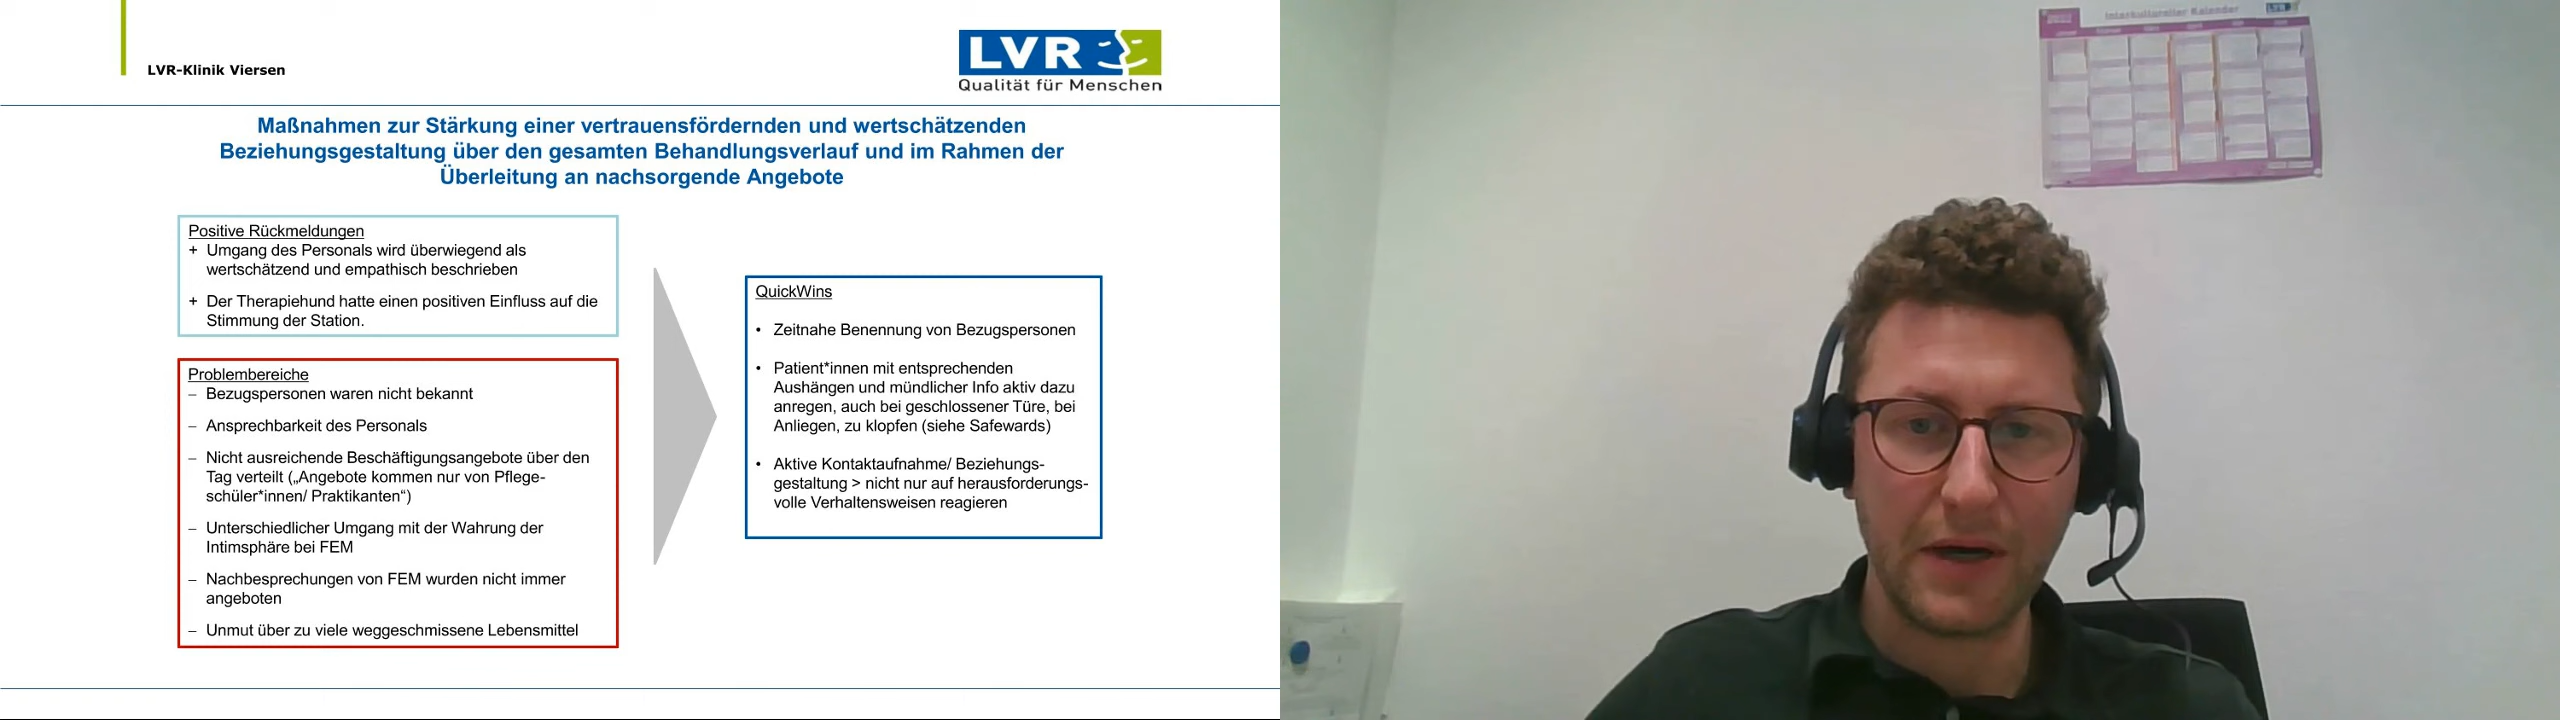 LVR-Klinik Viersen
LVR
Qualität für Menschen
Maßnahmen zur Stärkung einer vertrauensfördernden und wertschätzenden
Beziehungsgestaltung über den gesamten Behandlungsverlauf und im Rahmen der
Überleitung an nachsorgende Angebote
Positive Rückmeldungen
+ Umgang des Personals wird überwiegend als
wertschätzend und empathisch beschrieben
+ Der Therapiehund hatte einen positiven Einfluss auf die
Stimmung der Station.
Problembereiche
– Bezugspersonen waren nicht bekannt
– Ansprechbarkeit des Personals
– Nicht ausreichende Beschäftigungsangebote über den
Tag verteilt („Angebote kommen nur von Pflege-
schüler*innen/ Praktikanten“)
– Unterschiedlicher Umgang mit der Wahrung der
Intimsphäre bei FEM
– Nachbesprechungen von FEM wurden nicht immer
angeboten
– Unmut über zu viele weggeschmissene Lebensmittel
QuickWins
• Zeitnahe Benennung von Bezugspersonen
• Patient*innen mit entsprechenden
Aushängen und mündlicher Info aktiv dazu
anregen, auch bei geschlossener Türe, bei
Anliegen, zu klopfen (siehe Safewards)
• Aktive Kontaktaufnahme/ Beziehungs-
gestaltung > nicht nur auf herausforderungs-
volle Verhaltensweisen reagieren
Interkultureller Kalender
LVR